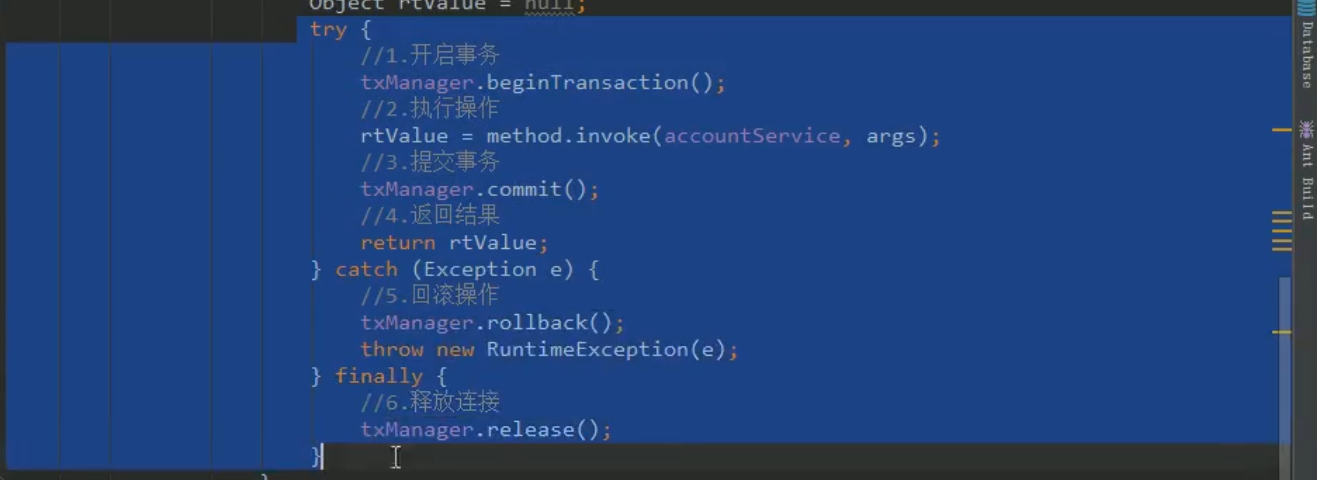 Object rtValue = null;
try {
//1.开启事务
txManager.beginTransaction();
//2.执行操作
rtValue = method.invoke(accountService, args);
//3.提交事务
txManager.commit();
//4.返回结果
return rtValue;
} catch (Exception e) {
//5.回滚操作
txManager.rollback();
throw new RuntimeException(e);
} finally {
//6.释放连接
txManager.release();
}
}
Database
Ant Build